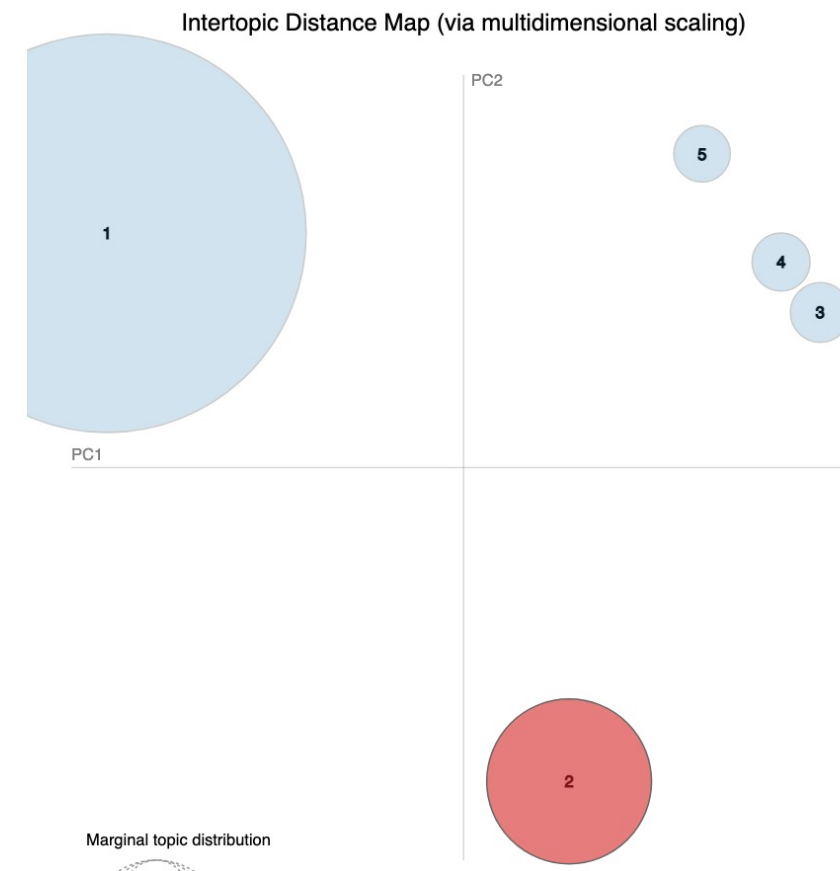 Intertopic Distance Map (via multidimensional scaling)
PC2
5
1
4
3
PC1
2
Marginal topic distribution